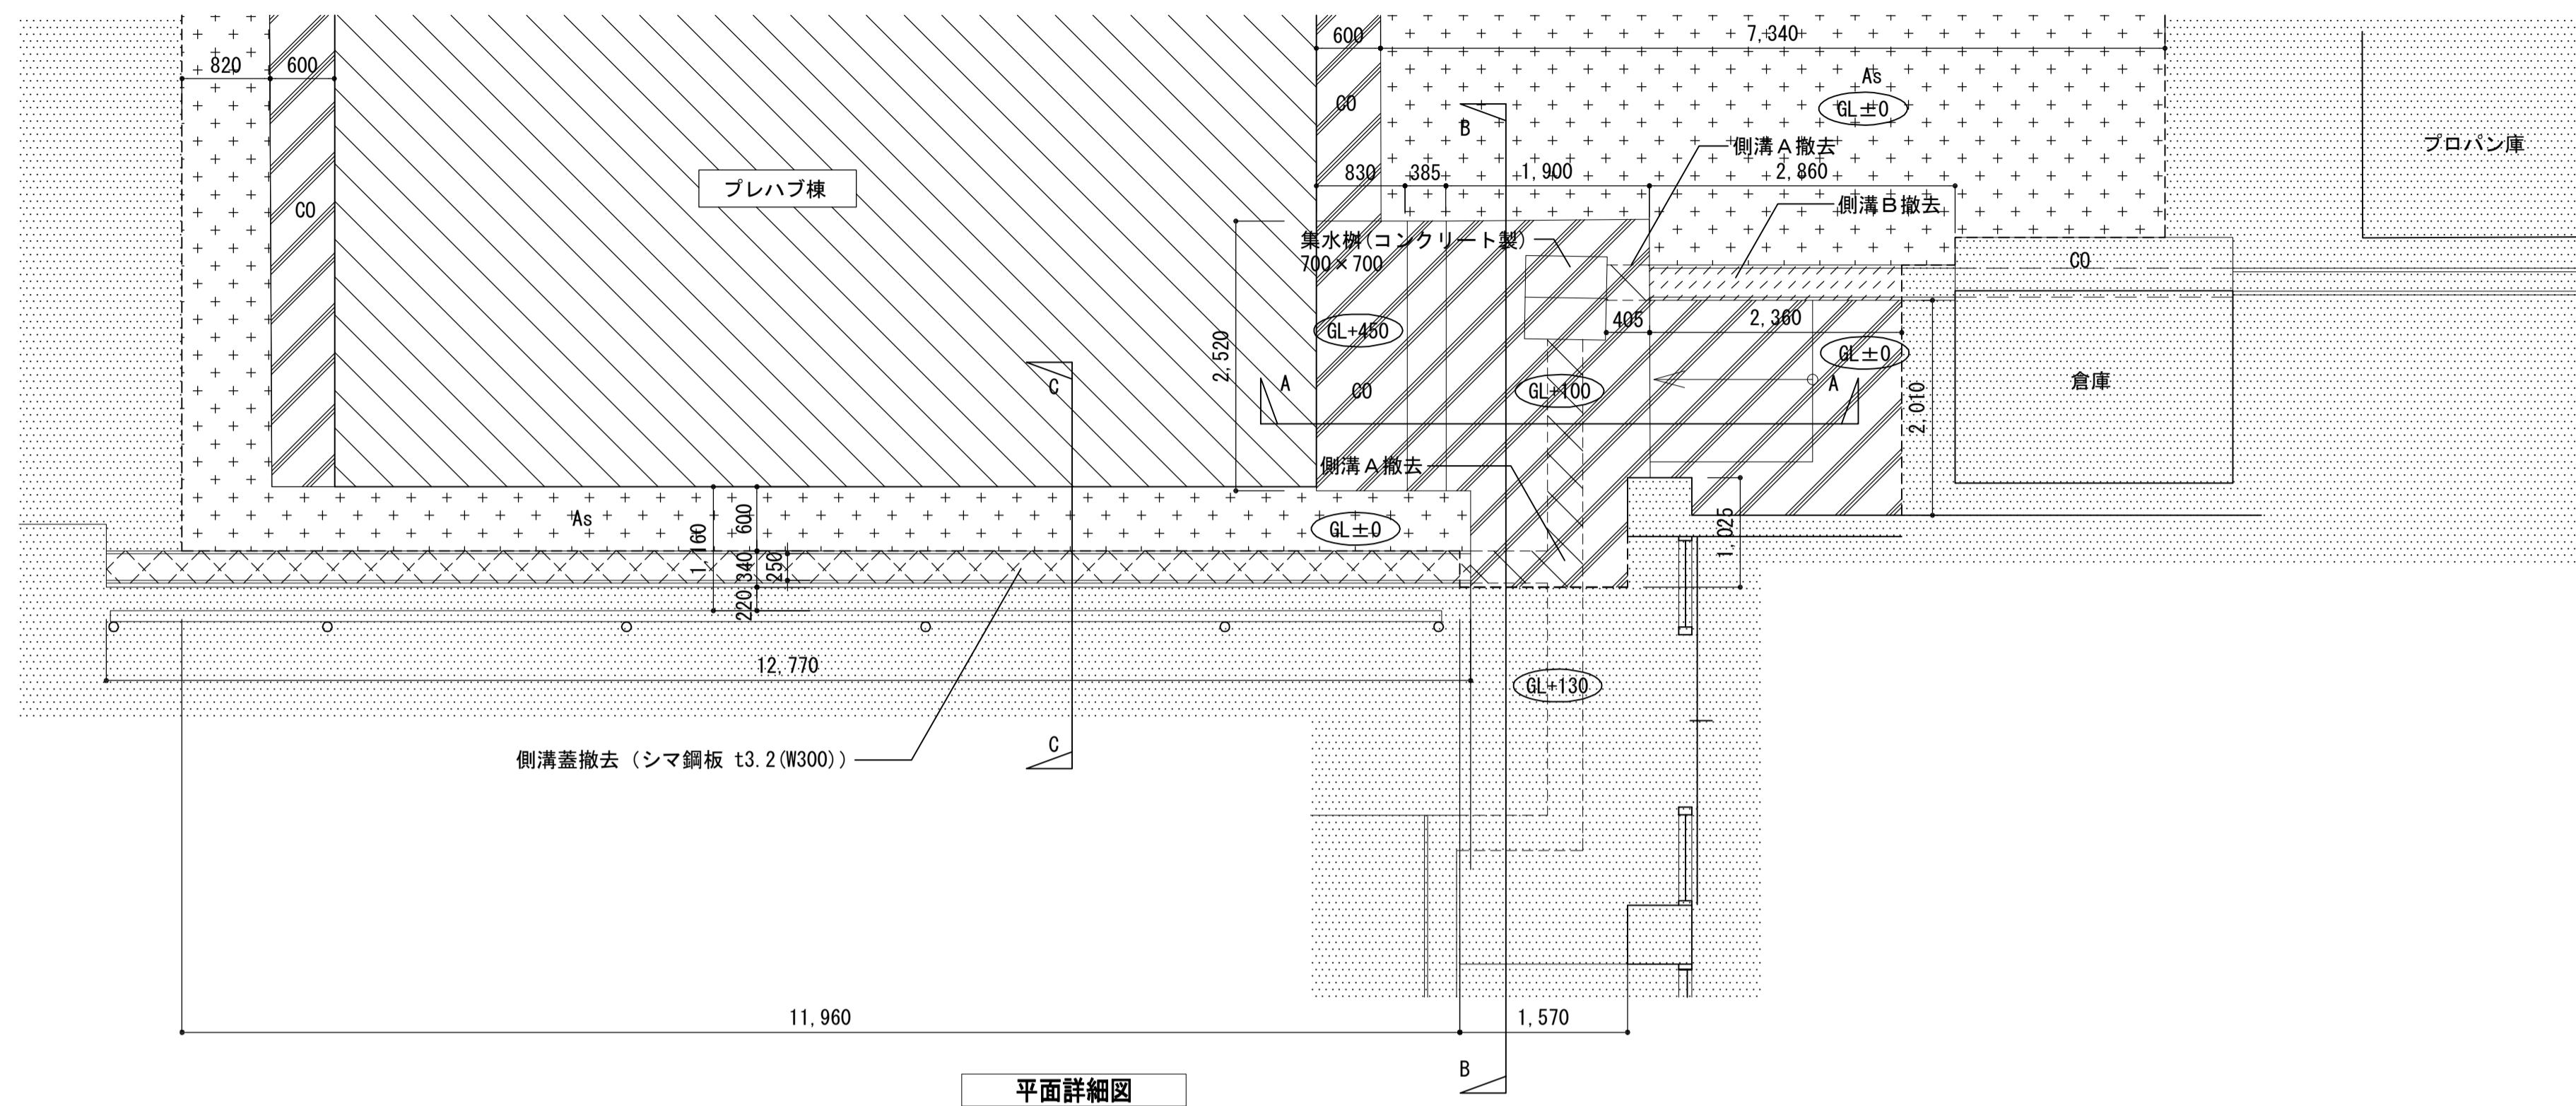 600
7,340
820
600
As
CO
GL±0
B
側溝A撤去
プロパン庫
830
385
1,900
2,860
プレハブ棟
側溝B撤去
CO
集水桝(コンクリート製)
700×700
CO
GL+450
405
2,360
2,520
GL±0
C
A
CO
GL+100
A
倉庫
2,010
側溝A撤去
As
600
GL±0
1,160
1,025
340
250
220
12,770
GL+130
C
側溝蓋撤去 (シマ鋼板 t3.2(W300))
11,960
1,570
B
平面詳細図